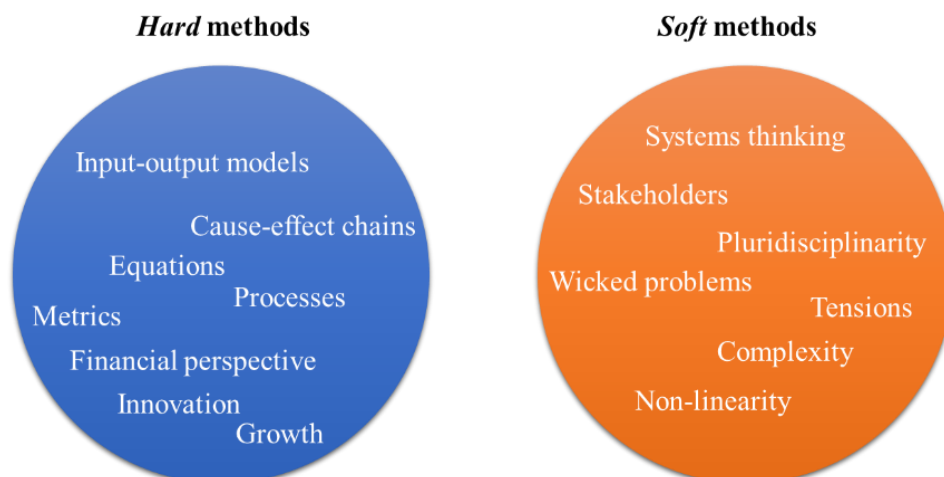 Hard methods
Input-output models
Cause-effect chains
Equations
Processes
Metrics
Financial perspective
Innovation
Growth
Soft methods
Systems thinking
Stakeholders
Pluridisciplinarity
Wicked problems
Tensions
Complexity
Non-linearity